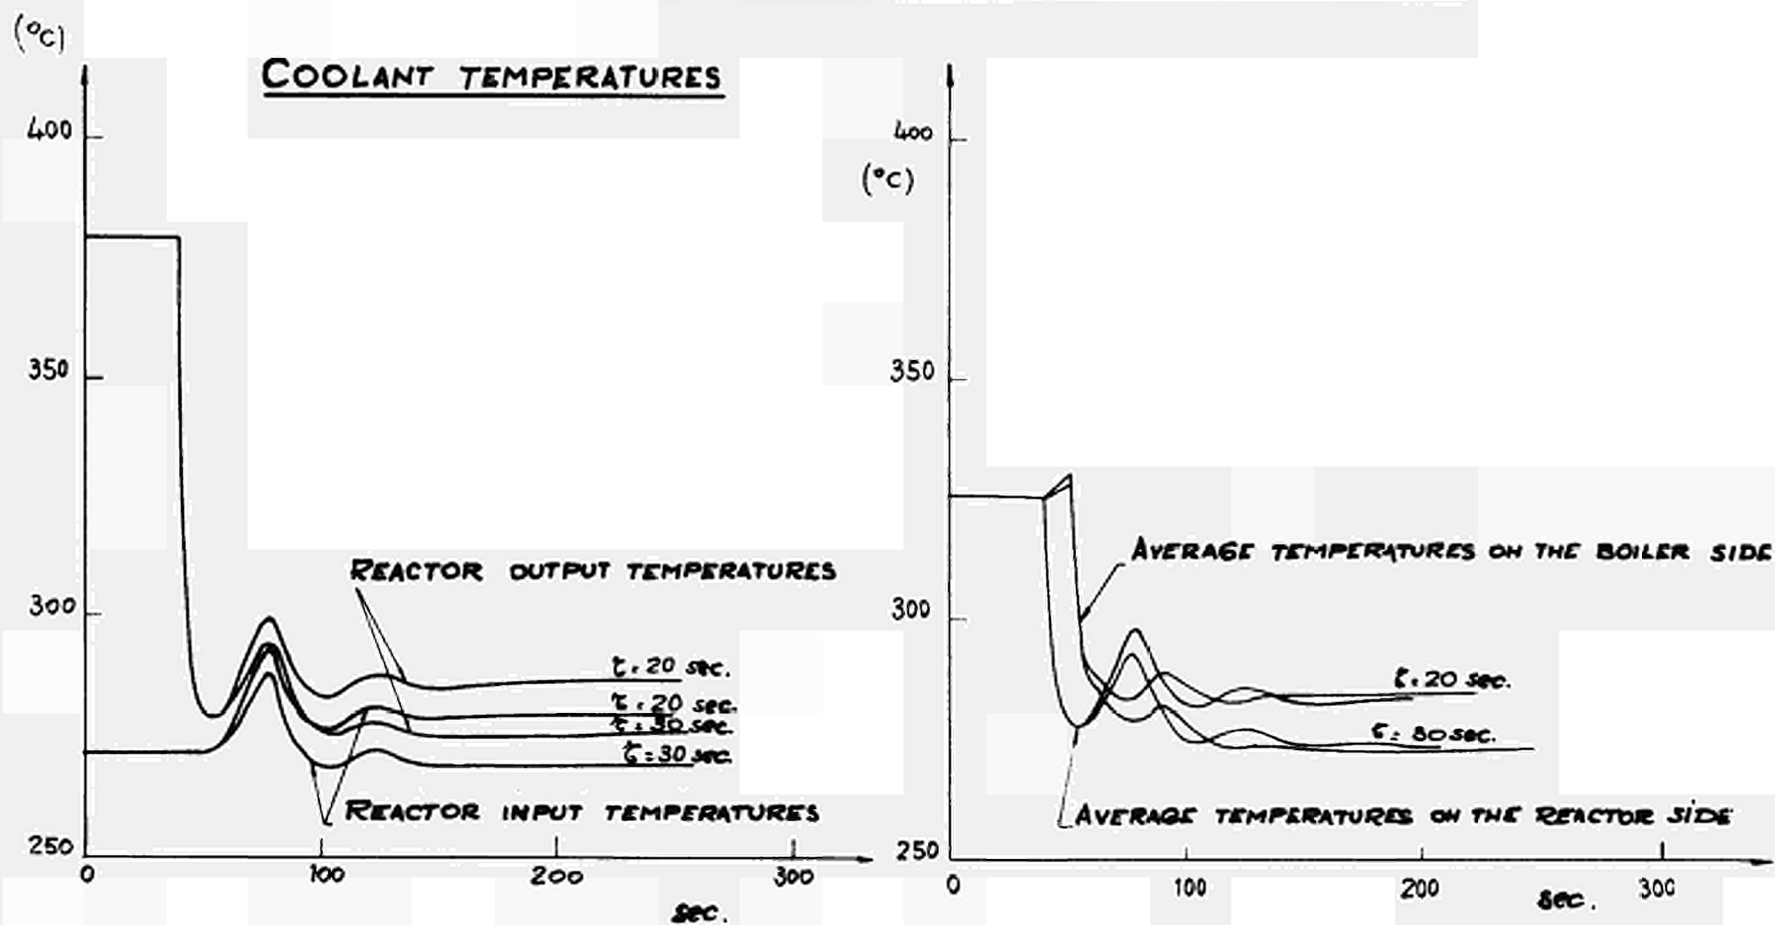 (°C)
COOLANT TEMPERATURES
400
350
300
250
REACTOR OUTPUT TEMPERATURES
τ. 20 sec.
τ. 20 sec.
τ = 30 sec.
τ = 30 sec.
REACTOR INPUT TEMPERATURES
0 100 200 300
sec.
400
(°C)
350
300
250
AVERAGE TEMPERATURES ON THE BOILER SIDE
τ. 20 sec.
τ = 30 sec.
AVERAGE TEMPERATURES ON THE REACTOR SIDE
0 100 200 300
sec.